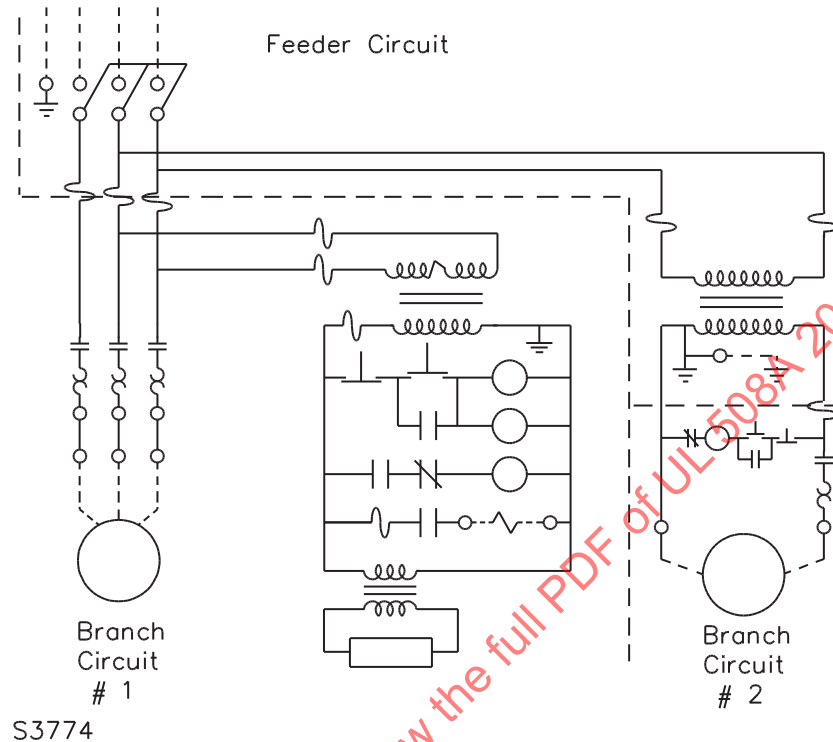 Feeder Circuit
Branch
Circuit
# 1
Branch
Circuit
# 2
S3774
w the full PDF of UL 508A 20